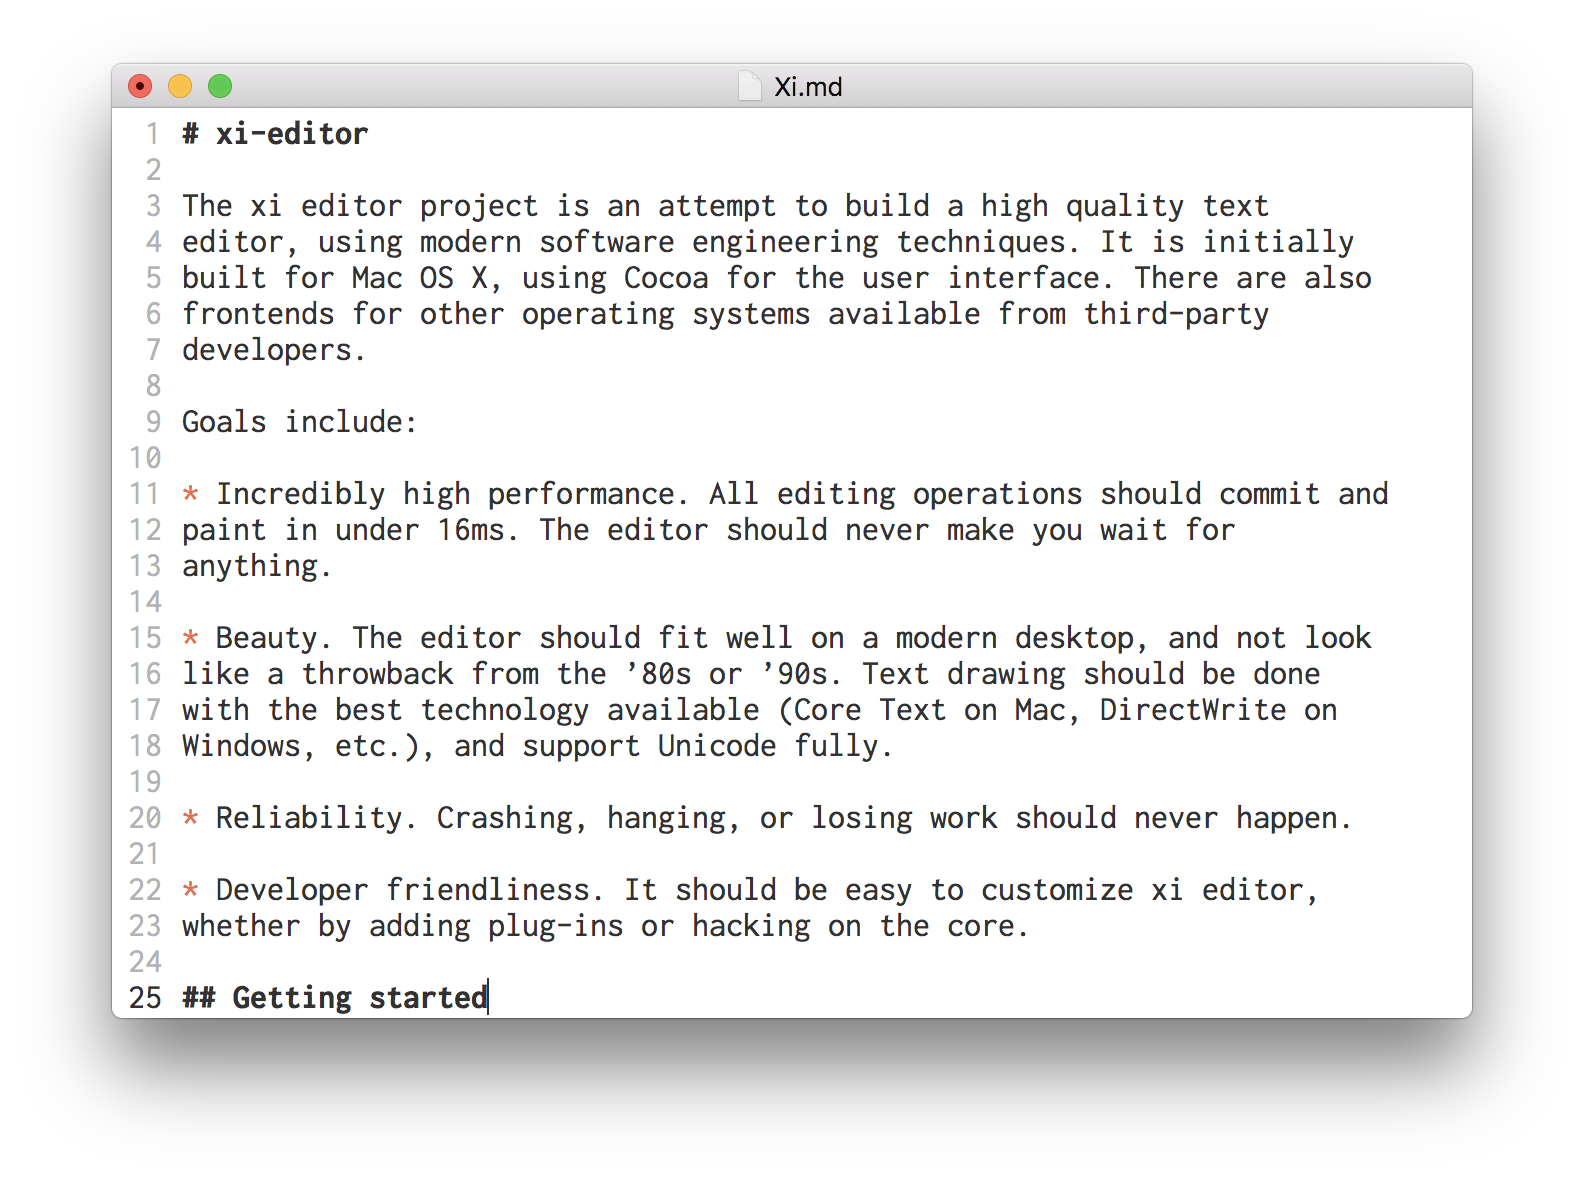 Xi.md
1 # xi-editor
2
3 The xi editor project is an attempt to build a high quality text
4 editor, using modern software engineering techniques. It is initially
5 built for Mac OS X, using Cocoa for the user interface. There are also
6 frontends for other operating systems available from third-party
7 developers.
8
9 Goals include:
10
11 * Incredibly high performance. All editing operations should commit and
12 paint in under 16ms. The editor should never make you wait for
13 anything.
14
15 * Beauty. The editor should fit well on a modern desktop, and not look
16 like a throwback from the ’80s or ’90s. Text drawing should be done
17 with the best technology available (Core Text on Mac, DirectWrite on
18 Windows, etc.), and support Unicode fully.
19
20 * Reliability. Crashing, hanging, or losing work should never happen.
21
22 * Developer friendliness. It should be easy to customize xi editor,
23 whether by adding plug-ins or hacking on the core.
24
25 ## Getting started